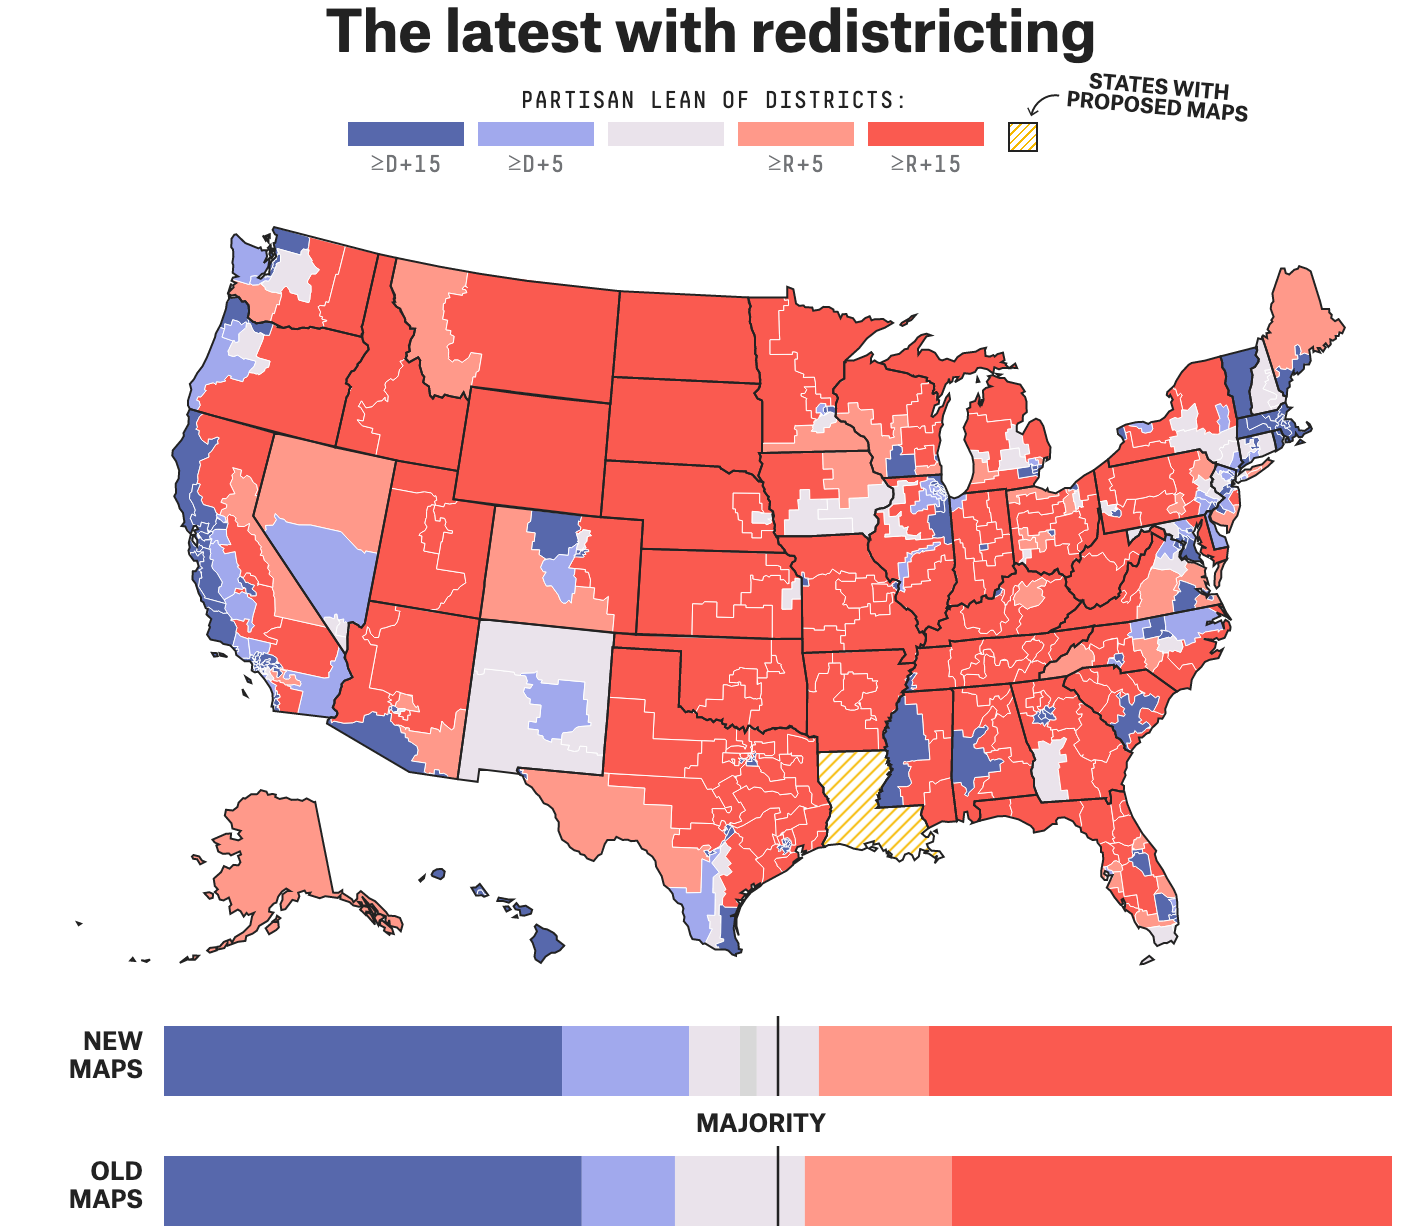 The latest with redistricting
PARTISAN LEAN OF DISTRICTS:
STATES WITH
PROPOSED MAPS
≥D+15
≥D+5
≥R+5
≥R+15
NEW
MAPS
MAJORITY
OLD
MAPS